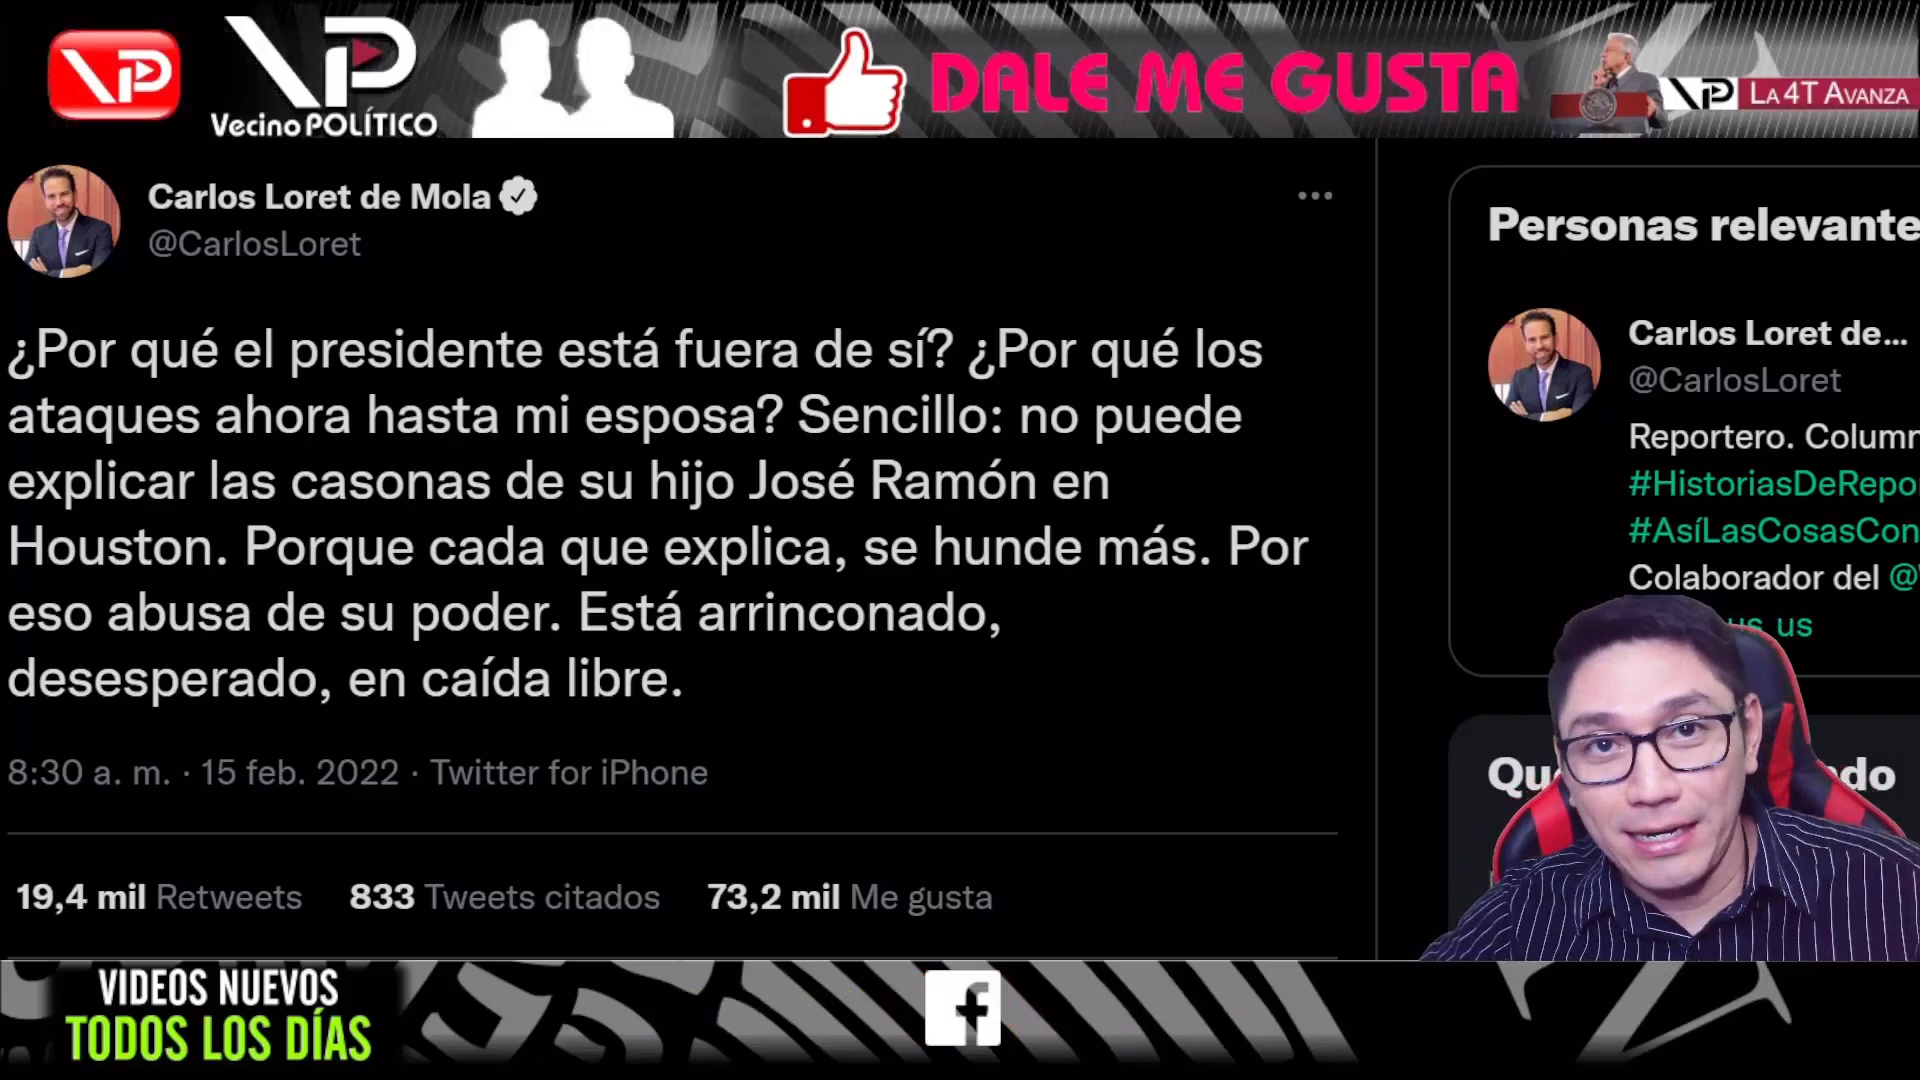 VP
VP
Vecino POLÍTICO
DALE ME GUSTA
VP LA 4T AVANZA
Carlos Loret de Mola
@CarlosLoret
¿Por qué el presidente está fuera de sí? ¿Por qué los
ataques ahora hasta mi esposa? Sencillo: no puede
explicar las casonas de su hijo José Ramón en
Houston. Porque cada que explica, se hunde más. Por
eso abusa de su poder. Está arrinconado,
desesperado, en caída libre.
8:30 a. m. · 15 feb. 2022 · Twitter for iPhone
19,4 mil Retweets 833 Tweets citados 73,2 mil Me gusta
Personas relevante
Carlos Loret de...
@CarlosLoret
Reportero. Column
#HistoriasDeRepo
#AsíLasCosasCon
Colaborador del @
us us
VIDEOS NUEVOS
TODOS LOS DÍAS